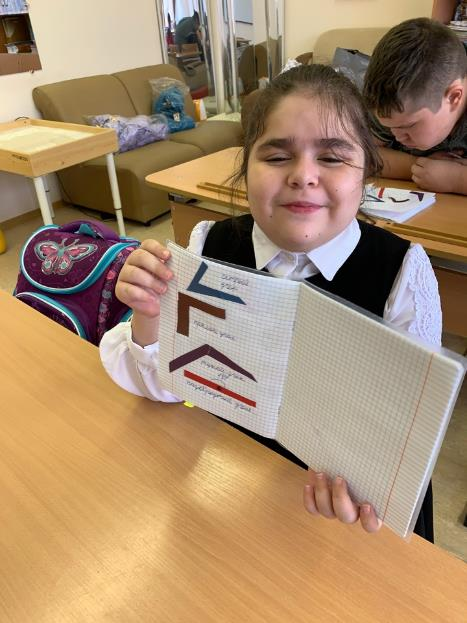 острый
угол
прямой угол
тупой угол
развернутый угол